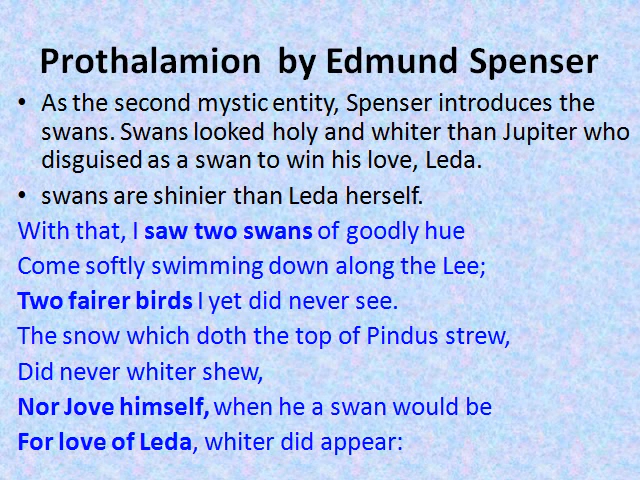 Prothalamion by Edmund Spenser
• As the second mystic entity, Spenser introduces the
swans. Swans looked holy and whiter than Jupiter who
disguised as a swan to win his love, Leda.
• swans are shinier than Leda herself.
With that, I saw two swans of goodly hue
Come softly swimming down along the Lee;
Two fairer birds I yet did never see.
The snow which doth the top of Pindus strew,
Did never whiter shew,
Nor Jove himself, when he a swan would be
For love of Leda, whiter did appear: